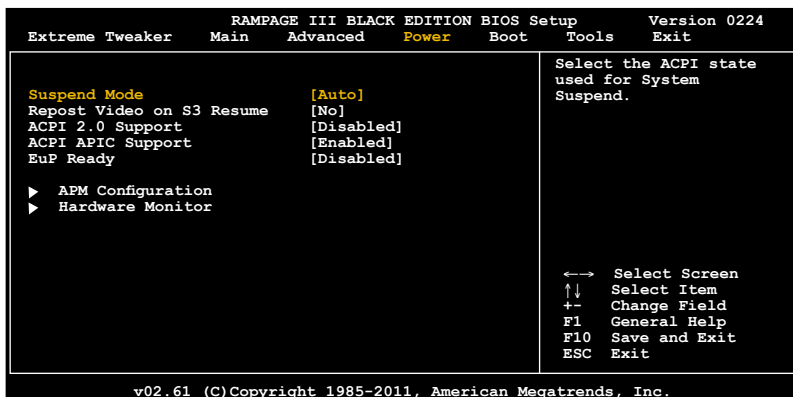 RAMPAGE III BLACK EDITION BIOS Setup Version 0224
Extreme Tweaker Main Advanced Power Boot Tools Exit
Suspend Mode [Auto]
Repost Video on S3 Resume [No]
ACPI 2.0 Support [Disabled]
ACPI APIC Support [Enabled]
EuP Ready [Disabled]
▶ APM Configuration
▶ Hardware Monitor
Select the ACPI state
used for System
Suspend.
←→ Select Screen
↑↓ Select Item
+- Change Field
F1 General Help
F10 Save and Exit
ESC Exit
v02.61 (C)Copyright 1985-2011, American Megatrends, Inc.